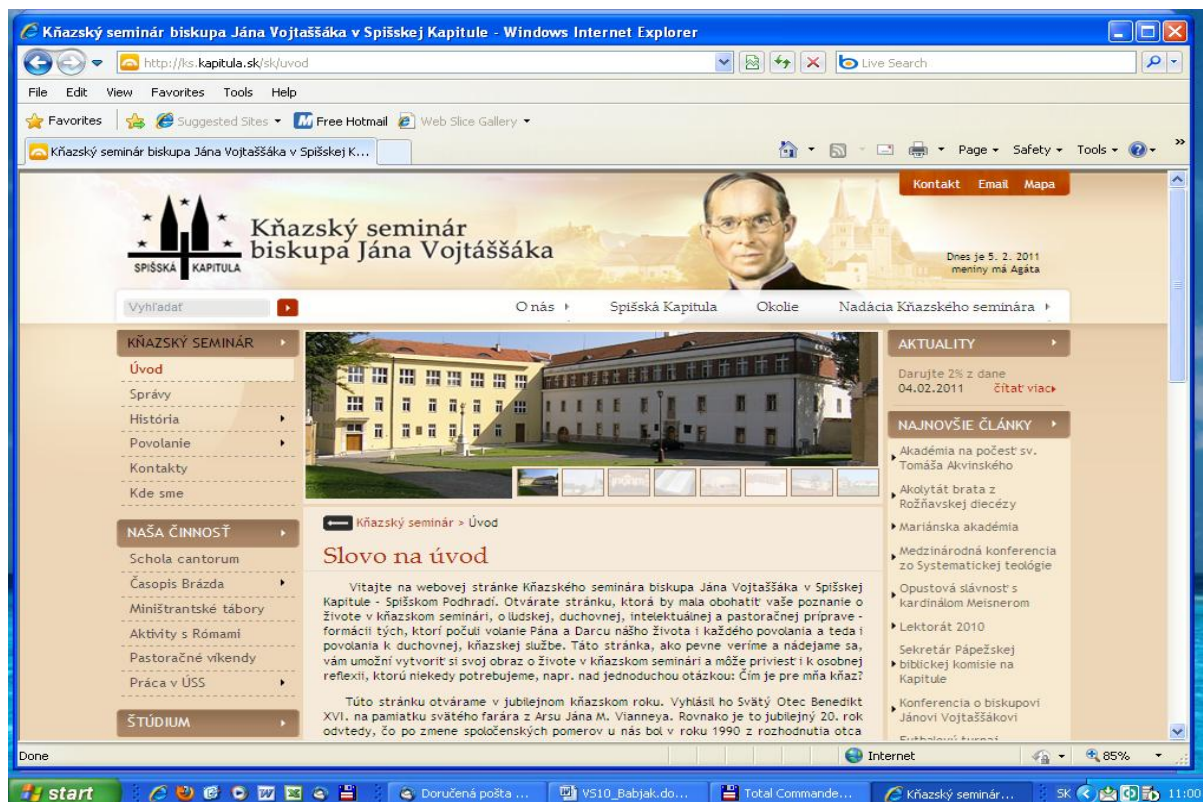 Kňazský seminár biskupa Jána Vojtaššáka v Spišskej Kapitule - Windows Internet Explorer
http://ks.kapitula.sk/sk/uvod
Live Search
File Edit View Favorites Tools Help
Favorites
Suggested Sites
Free Hotmail
Web Slice Gallery
Kňazský seminár biskupa Jána Vojtaššáka v Spišskej K...
Page Safety Tools
Kontakt Email Mapa
SPIŠSKÁ KAPITULA
Kňazský seminár
biskupa Jána Vojtáššáka
Dnes je 5. 2. 2011
meniny má Agáta
Vyhľadať
O nás
Spišská Kapitula
Okolie
Nadácia Kňazského seminára
KŇAZSKÝ SEMINÁR
Úvod
Správy
História
Povolanie
Kontakty
Kde sme
NAŠA ČINNOSŤ
Schola cantorum
Časopis Brázda
Miništrantské tábory
Aktivity s Rómami
Pastoračné víkendy
Práca v ÚSS
ŠTÚDIUM
Kňazský seminár > Úvod
Slovo na úvod
Vitajte na webovej stránke Kňazského seminára biskupa Jána Vojtaššáka v Spišskej
Kapitule - Spišskom Podhradí. Otvárate stránku, ktorá by mala obohatiť vaše poznanie o
živote v kňazskom seminári, o ľudskej, duchovnej, intelektuálnej a pastoračnej príprave -
formácii tých, ktorí počuli volanie Pána a Darcu nášho života i každého povolania a teda i
povolania k duchovnej, kňazskej službe. Táto stránka, ako pevne veríme a nádejame sa,
vám umožní vytvoriť si svoj obraz o živote v kňazskom seminári a môže priviesť i k osobnej
reflexii, ktorú niekedy potrebujeme, napr. nad jednoduchou otázkou: Čím je pre mňa kňaz?
Túto stránku otvárame v jubilejnom kňazskom roku. Vyhlásil ho Svätý Otec Benedikt
XVI. na pamiatku svätého farára z Arsu Jána M. Vianneya. Rovnako je to jubilejný 20. rok
odvtedy, čo po zmene spoločenských pomerov u nás bol v roku 1990 z rozhodnutia otca
AKTUALITY
Darujte 2% z dane
04.02.2011 čítať viac
NAJNOVŠIE ČLÁNKY
Akadémia na počesť sv.
Tomáša Akvinského
Akolytát brata z
Rožňavskej diecézy
Mariánska akadémia
Medzinárodná konferencia
zo Systematickej teológie
Opustová slávnosť s
kardinálom Meisnerom
Lektorát 2010
Sekretár Pápežskej
biblickej komisie na
Kapitule
Konferencia o biskupovi
Jánovi Vojtaššákovi
Futbalový turnaj
Done
Internet
85%
start
Doručená pošta ...
VS10_Babjak.do...
Total Commande...
Kňazský seminár...
SK
11:00